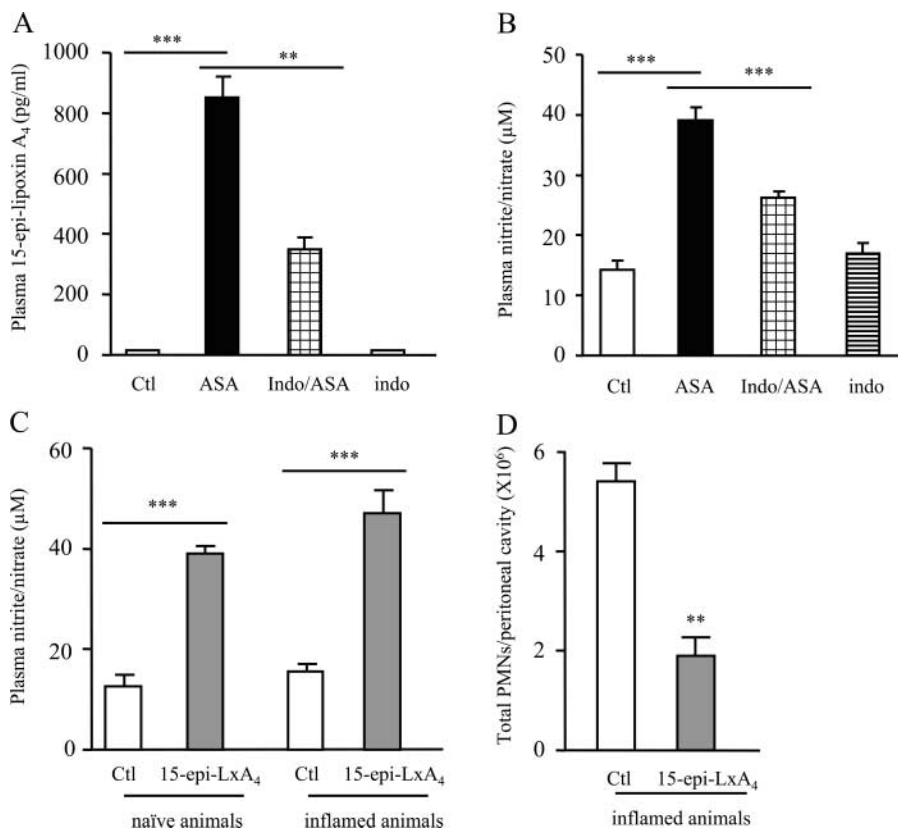 A
Plasma 15-epi-lipoxin A₄ (pg/ml)
1000
800
600
400
200
0
***
**
Ctl ASA Indo/ASA indo
B
Plasma nitrite/nitrate (µM)
50
40
30
20
10
0
***
***
Ctl ASA Indo/ASA indo
C
Plasma nitrite/nitrate (µM)
60
40
20
0
***
***
Ctl 15-epi-LxA₄ Ctl 15-epi-LxA₄
naïve animals inflamed animals
D
Total PMNs/peritoneal cavity (X10⁶)
6
4
2
0
**
Ctl 15-epi-LxA₄
inflamed animals